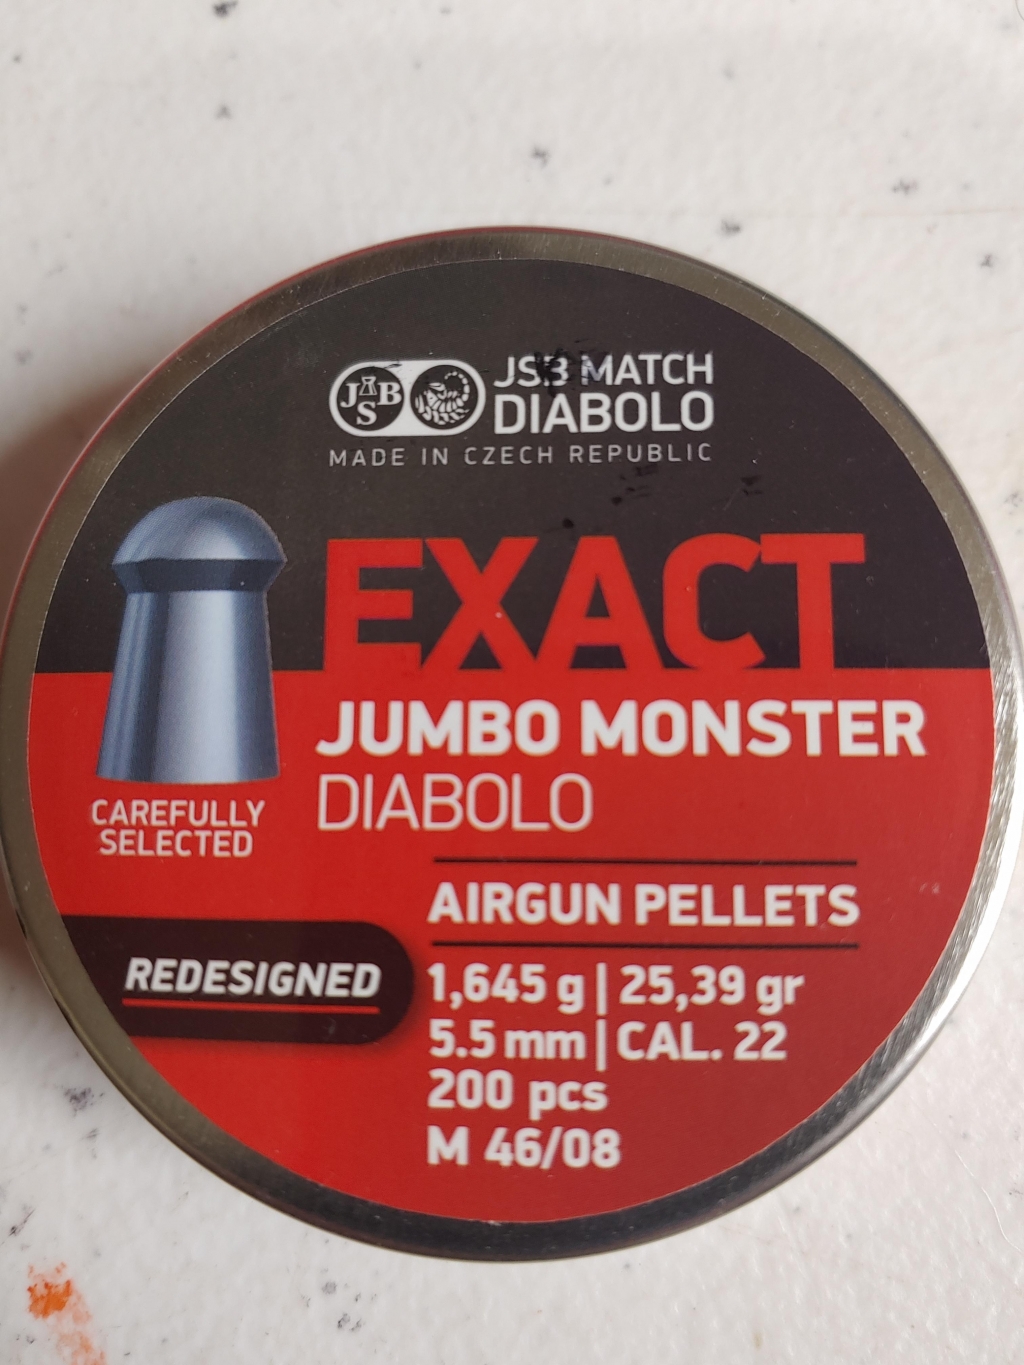 JSB
JSB MATCH
DIABOLO
MADE IN CZECH REPUBLIC
EXACT
JUMBO MONSTER
DIABOLO
CAREFULLY
SELECTED
AIRGUN PELLETS
REDESIGNED
1,645 g | 25,39 gr
5.5 mm | CAL. 22
200 pcs
M 46/08